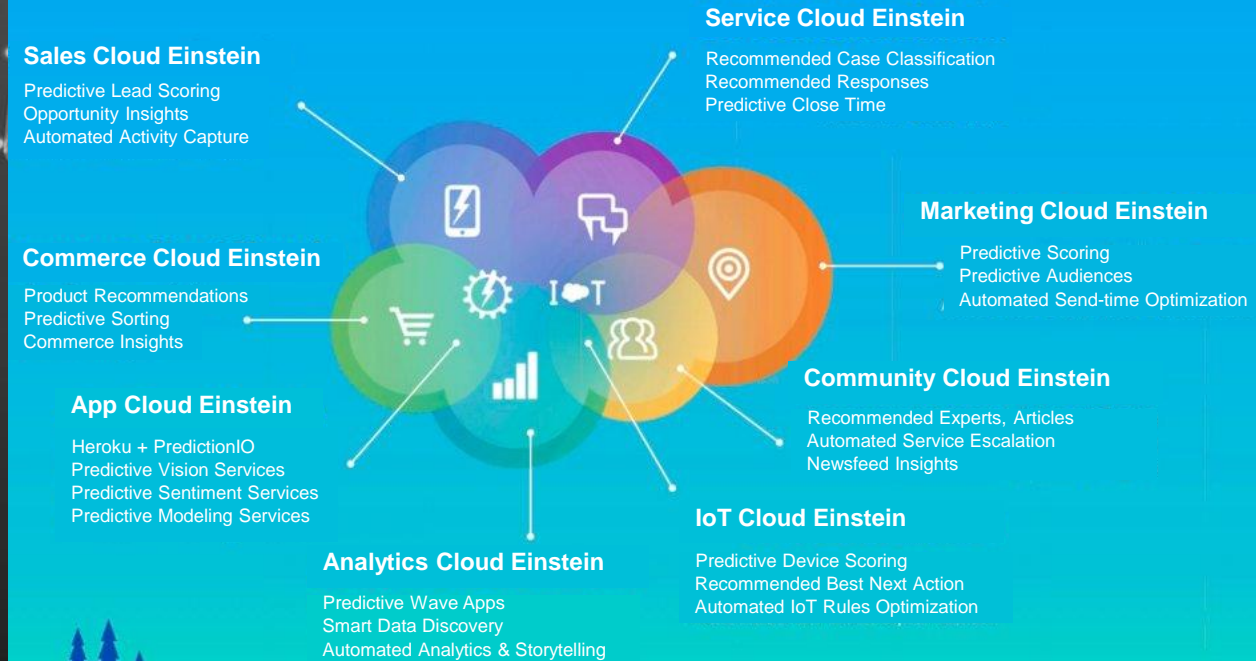 Service Cloud Einstein
Recommended Case Classification
Recommended Responses
Predictive Close Time
Sales Cloud Einstein
Predictive Lead Scoring
Opportunity Insights
Automated Activity Capture
Marketing Cloud Einstein
Predictive Scoring
Predictive Audiences
Automated Send-time Optimization
Commerce Cloud Einstein
Product Recommendations
Predictive Sorting
Commerce Insights
I T
Community Cloud Einstein
Recommended Experts, Articles
Automated Service Escalation
Newsfeed Insights
App Cloud Einstein
Heroku + PredictionIO
Predictive Vision Services
Predictive Sentiment Services
Predictive Modeling Services
IoT Cloud Einstein
Predictive Device Scoring
Recommended Best Next Action
Automated IoT Rules Optimization
Analytics Cloud Einstein
Predictive Wave Apps
Smart Data Discovery
Automated Analytics & Storytelling